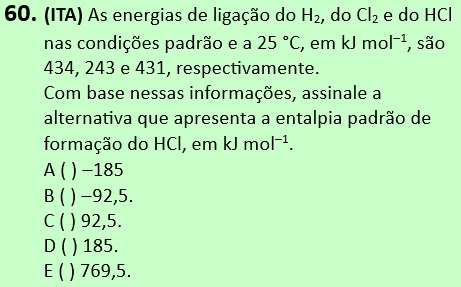 60. (ITA) As energias de ligação do H₂, do Cl₂ e do HCl
nas condições padrão e a 25 °C, em kJ mol⁻¹, são
434, 243 e 431, respectivamente.
Com base nessas informações, assinale a
alternativa que apresenta a entalpia padrão de
formação do HCl, em kJ mol⁻¹.
A ( ) –185
B ( ) –92,5.
C ( ) 92,5.
D ( ) 185.
E ( ) 769,5.